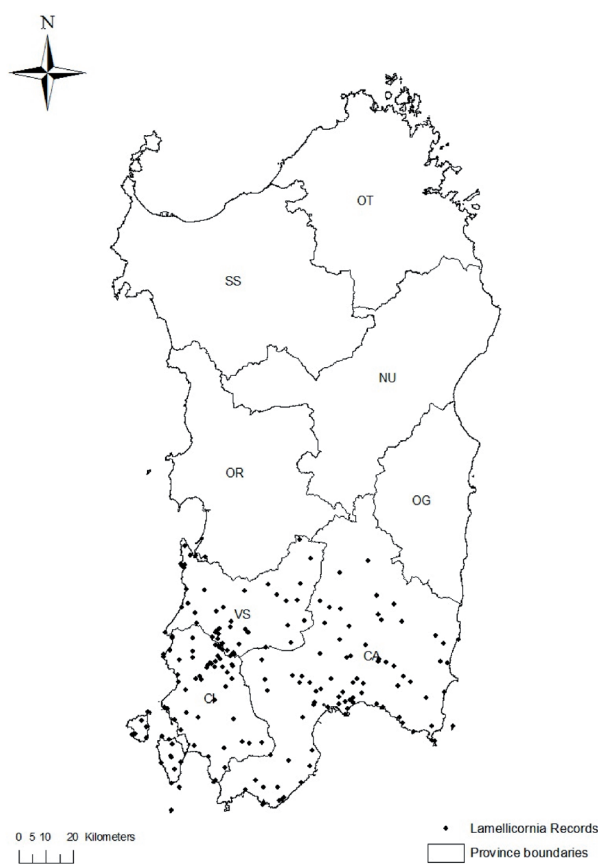 N
OT
SS
NU
OR
OG
VS
CA
CI
0 5 10 20 Kilometers
Lamellicornia Records
Province boundaries